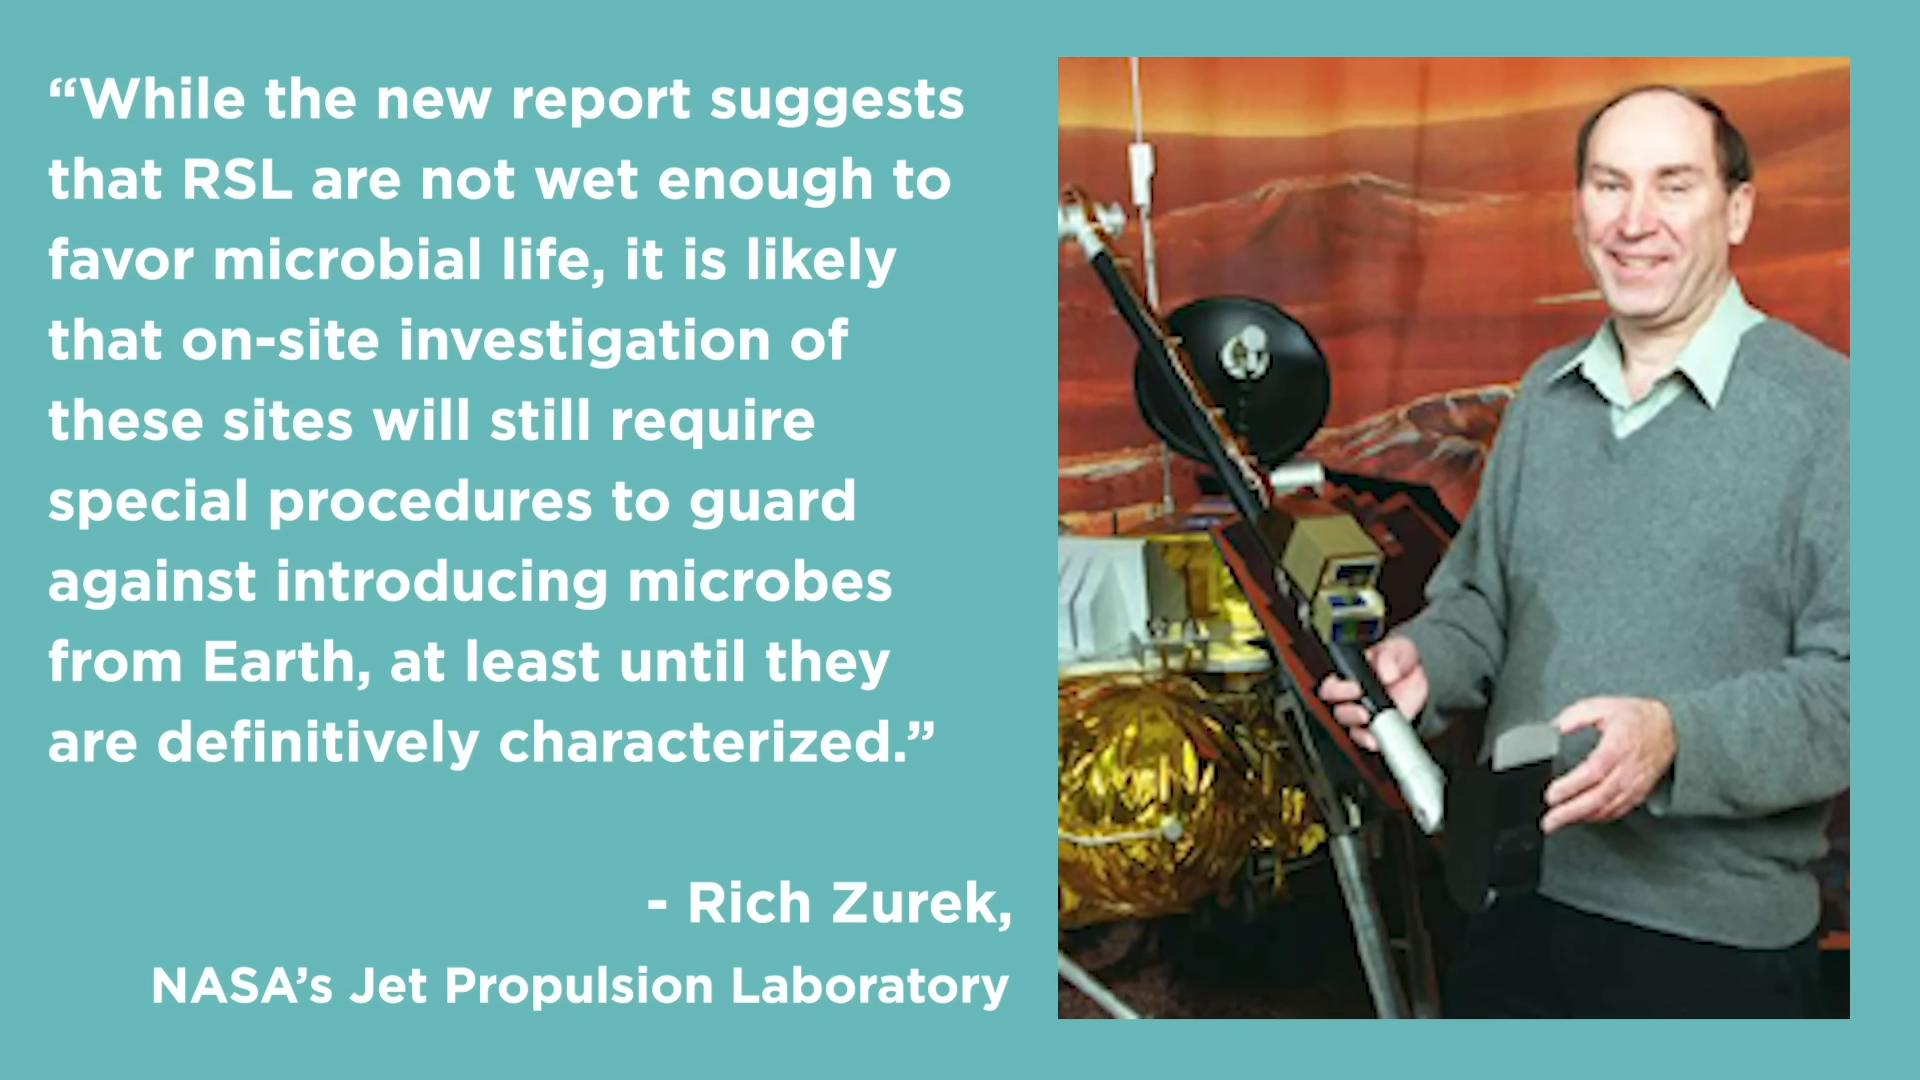 “While the new report suggests
that RSL are not wet enough to
favor microbial life, it is likely
that on-site investigation of
these sites will still require
special procedures to guard
against introducing microbes
from Earth, at least until they
are definitively characterized.”
- Rich Zurek,
NASA’s Jet Propulsion Laboratory